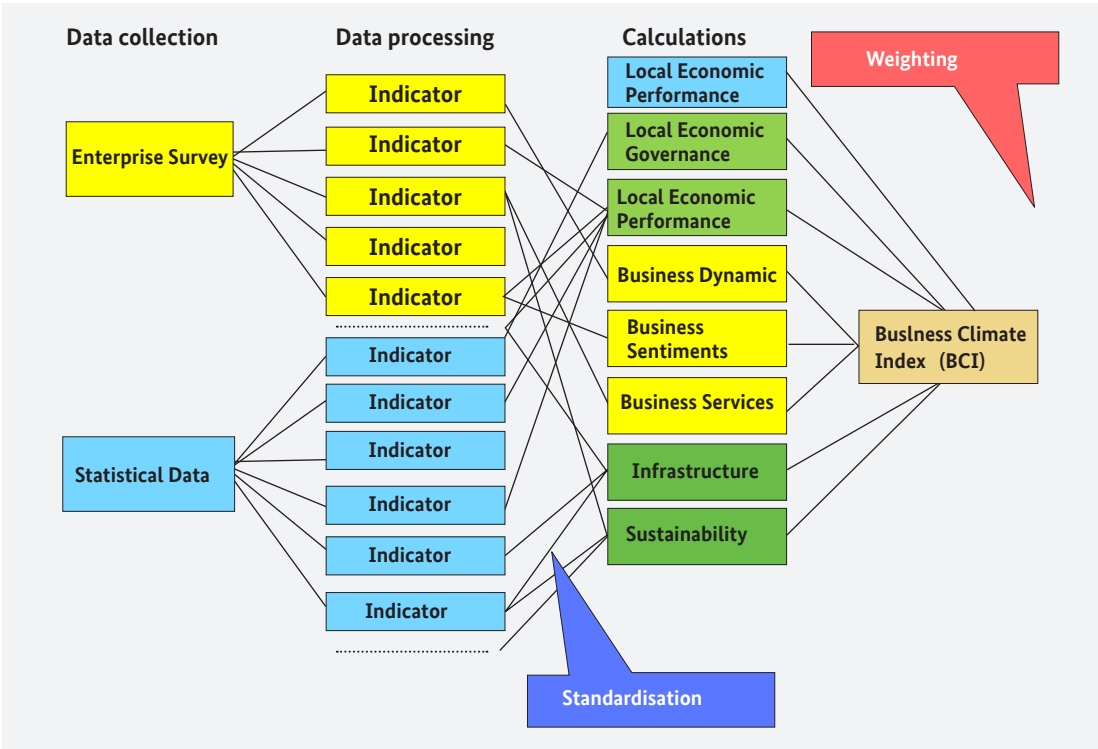 Data collection
Data processing
Calculations
Weighting
Enterprise Survey
Statistical Data
Indicator
Indicator
Indicator
Indicator
Indicator
Indicator
Indicator
Indicator
Indicator
Indicator
Indicator
Local Economic
Performance
Local Economic
Governance
Local Economic
Performance
Business Dynamic
Business
Sentiments
Business Services
Infrastructure
Sustainability
Buslness Climate
Index (BCI)
Standardisation